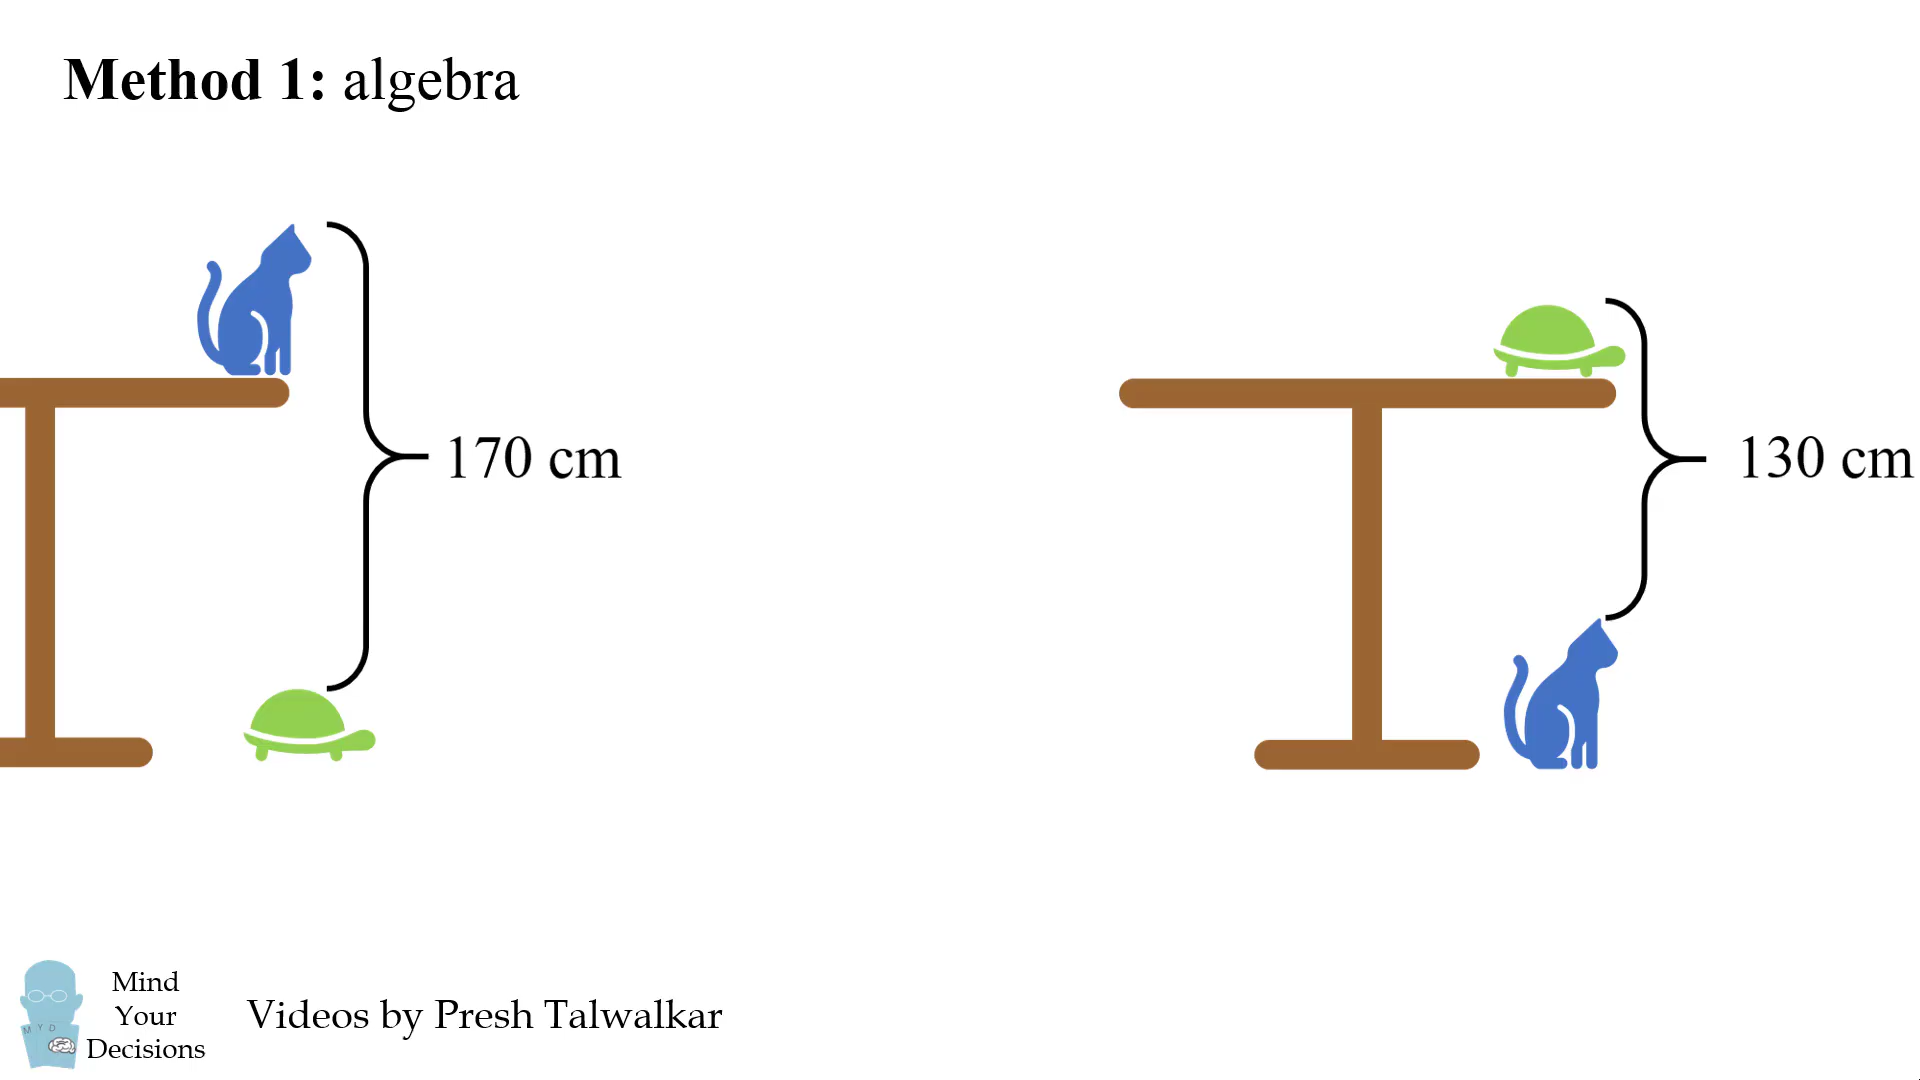 Method 1: algebra
170 cm
130 cm
Mind
Your
Decisions
M Y D
Videos by Presh Talwalkar